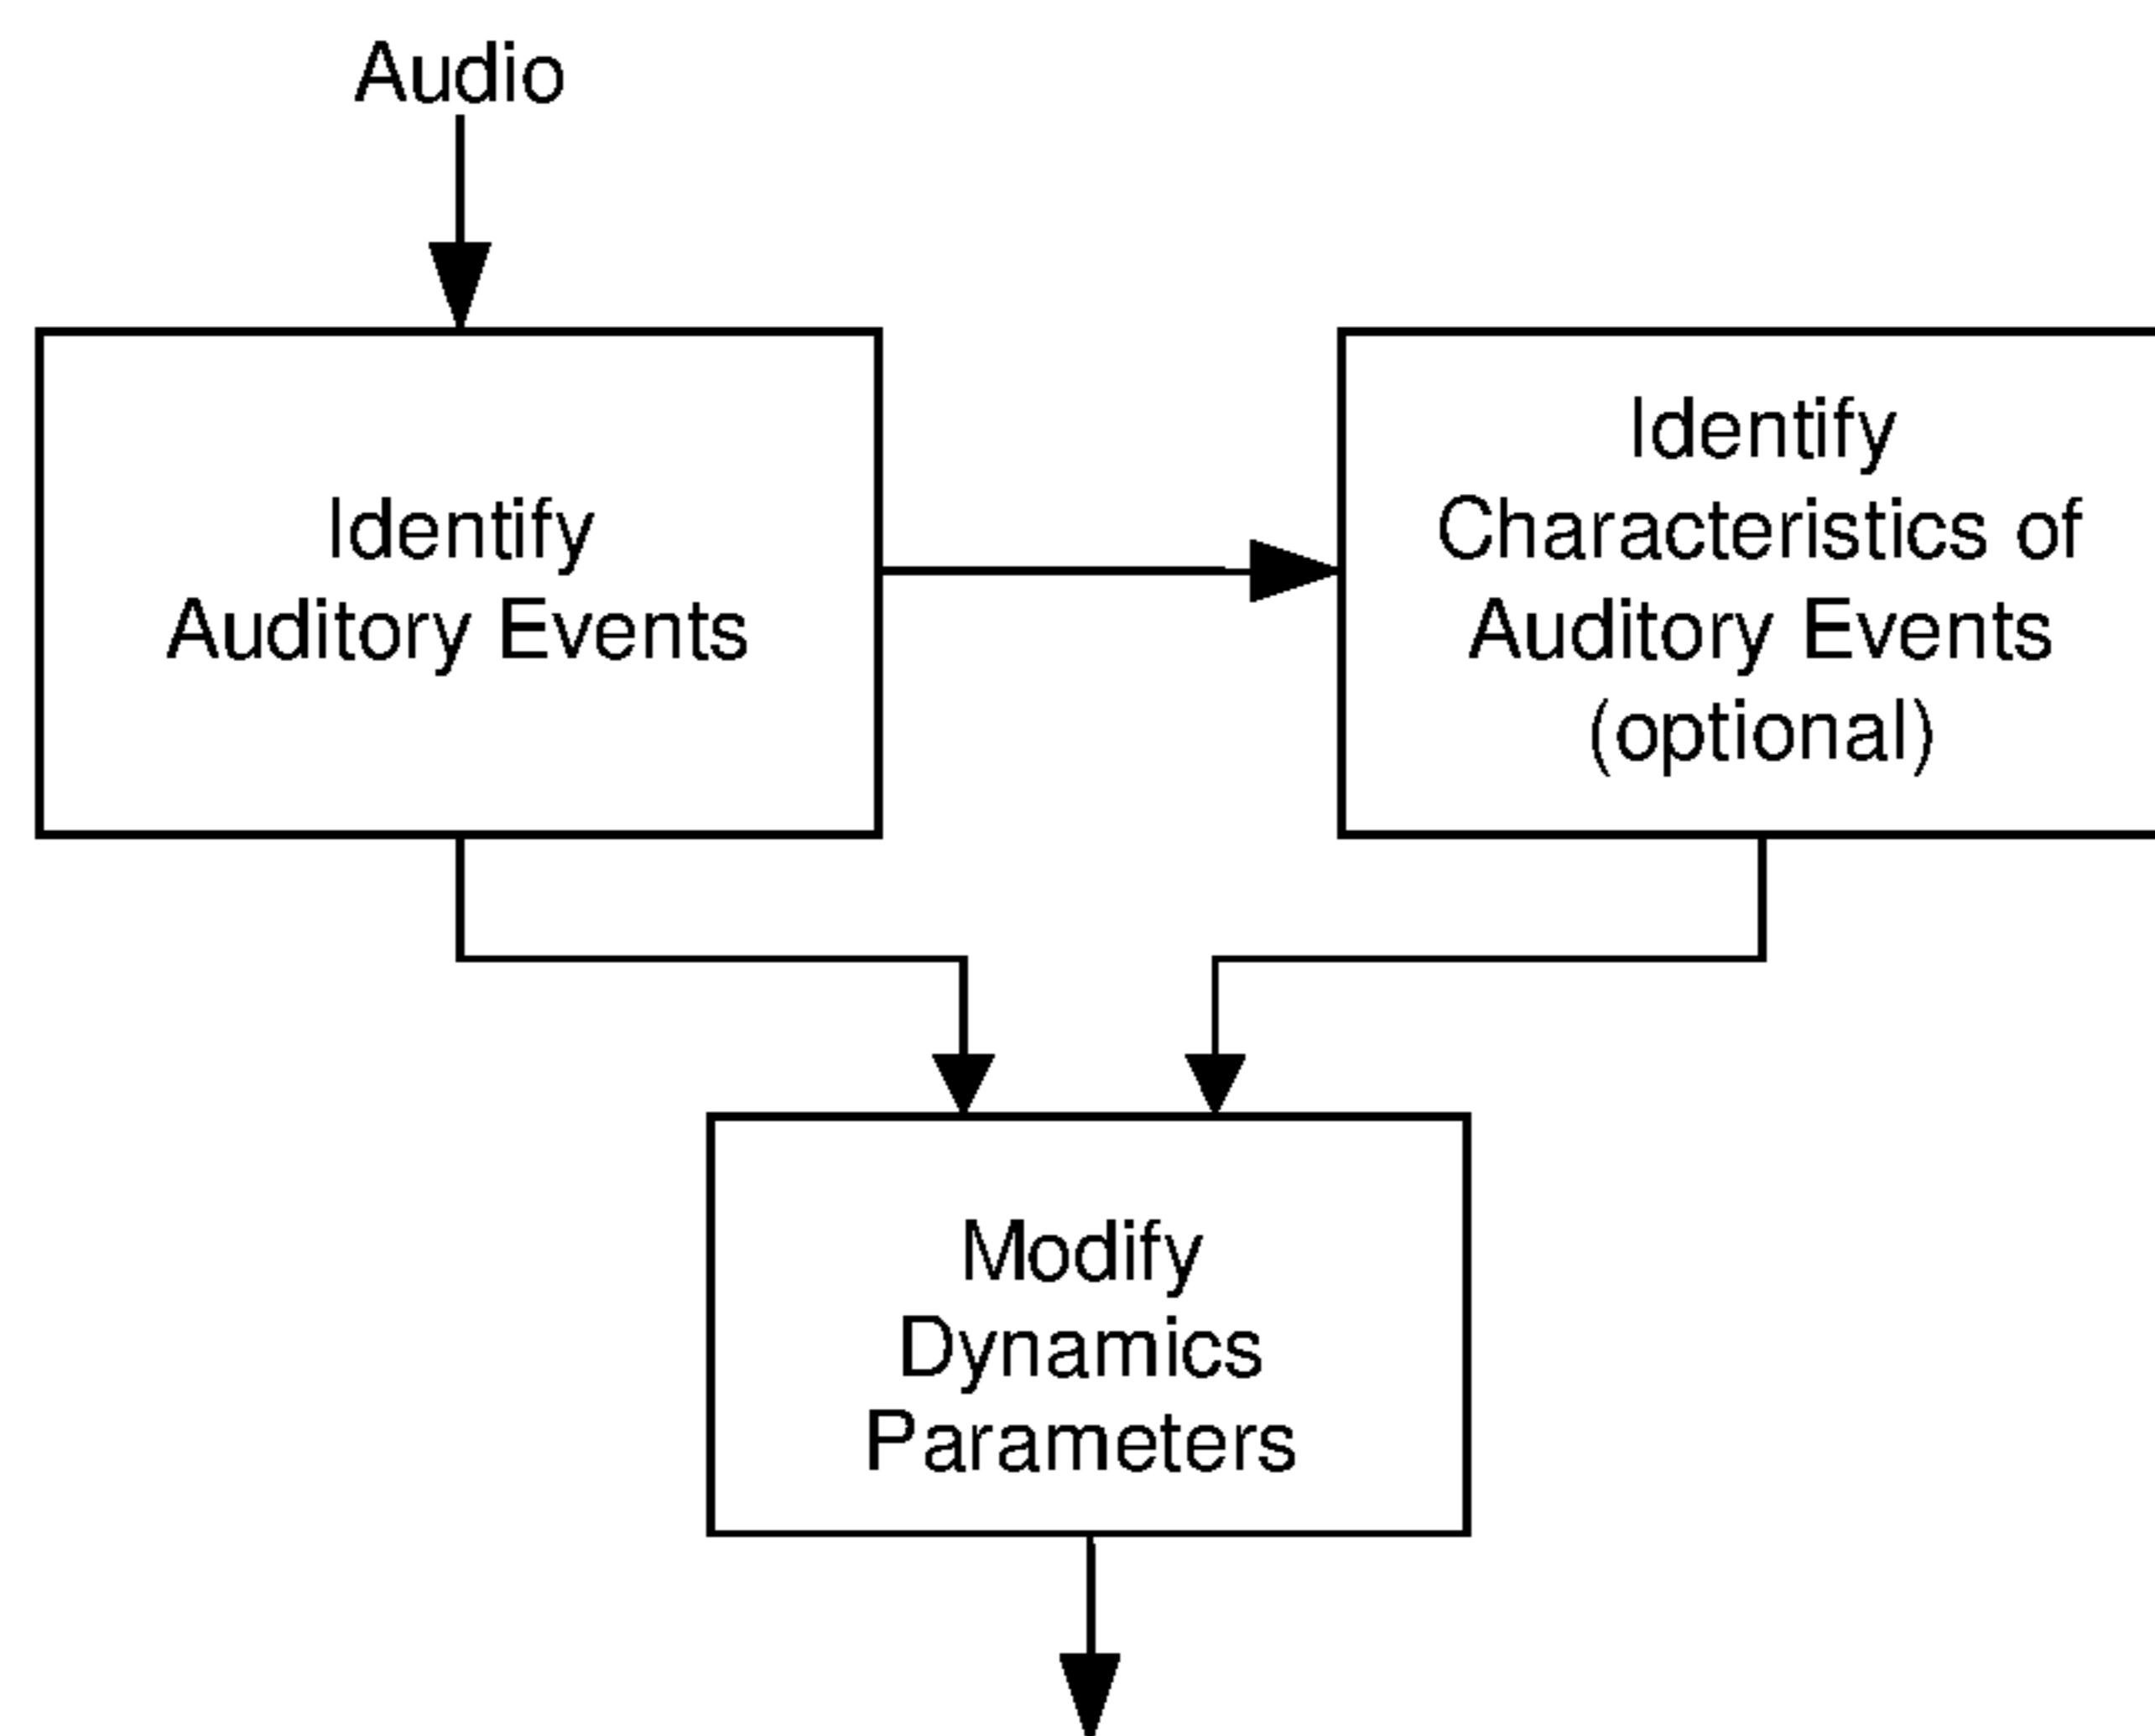 Audio
Identify
Auditory Events
Identify
Characteristics of
Auditory Events
(optional)
Modify
Dynamics
Parameters